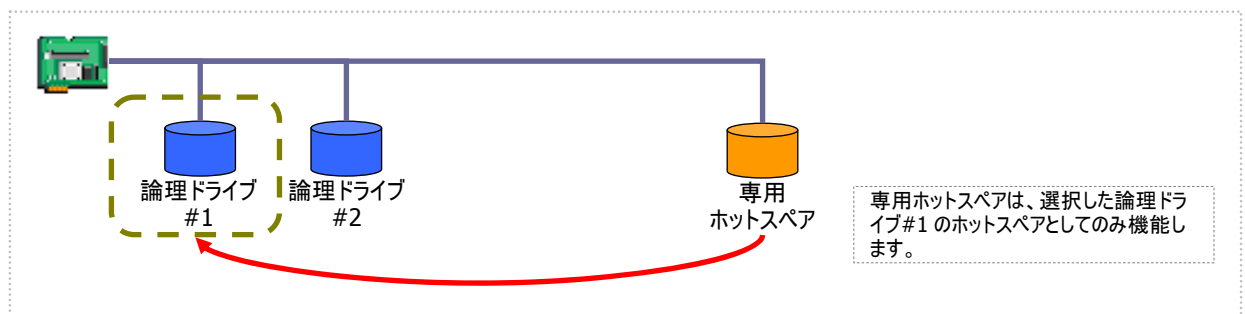 論理ドライブ
#1
論理ドライブ
#2
専用
ホットスペア
専用ホットスペアは、選択した論理ドラ
イブ#1 のホットスペアとしてのみ機能し
ます。